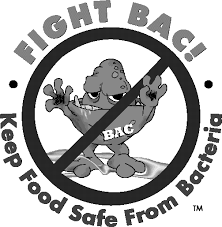 FIGHT BAC!
BAC
• Keep Food Safe From Bacteria •
TM